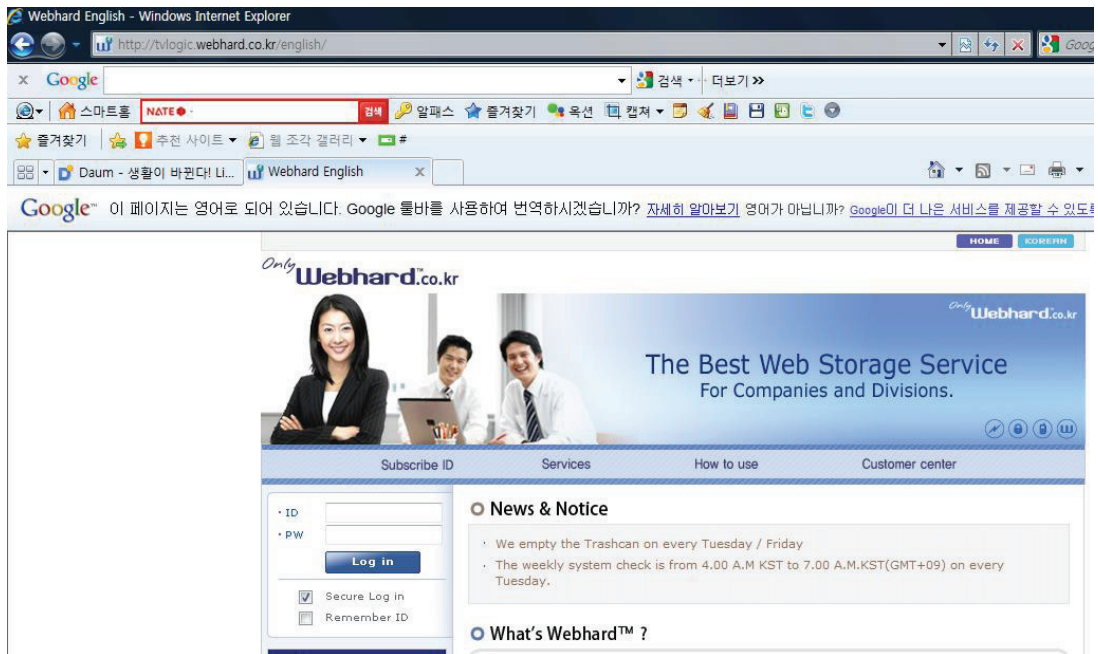 Webhard English - Windows Internet Explorer
http://tvlogic.webhard.co.kr/english/
Goog
x Google 검색 더보기 »
스마트홈 NATE 검색 알패스 즐겨찾기 옥션 캡쳐
즐겨찾기 추천 사이트 웹 조각 갤러리 #
Daum - 생활이 바뀐다! Li... Webhard English x
Google™ 이 페이지는 영어로 되어 있습니다. Google 툴바를 사용하여 번역하시겠습니까? 자세히 알아보기 영어가 아닙니까? Google이 더 나은 서비스를 제공할 수 있도록
HOME KOREAN
Only Webhard™.co.kr
Only Webhard™.co.kr
The Best Web Storage Service
For Companies and Divisions.
Subscribe ID Services How to use Customer center
· ID
· PW
Log in
Secure Log in
Remember ID
News & Notice
· We empty the Trashcan on every Tuesday / Friday
· The weekly system check is from 4.00 A.M KST to 7.00 A.M.KST(GMT+09) on every
Tuesday.
What's Webhard™ ?